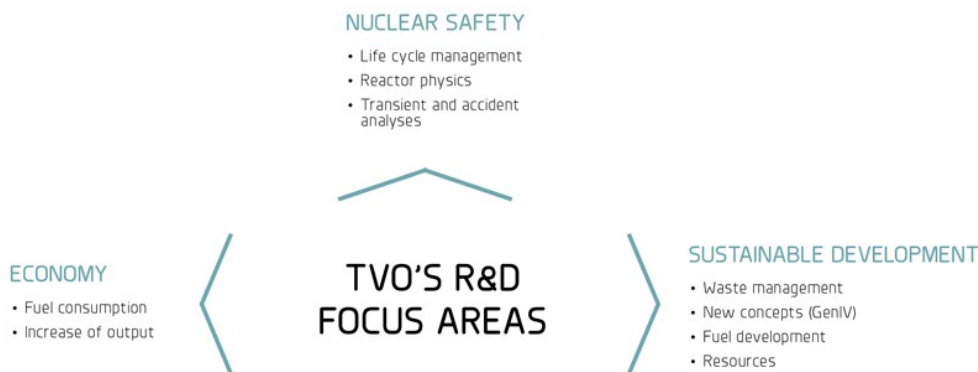 NUCLEAR SAFETY
• Life cycle management
• Reactor physics
• Transient and accident
analyses
ECONOMY
• Fuel consumption
• Increase of output
TVO'S R&D
FOCUS AREAS
SUSTAINABLE DEVELOPMENT
• Waste management
• New concepts (GenIV)
• Fuel development
• Resources